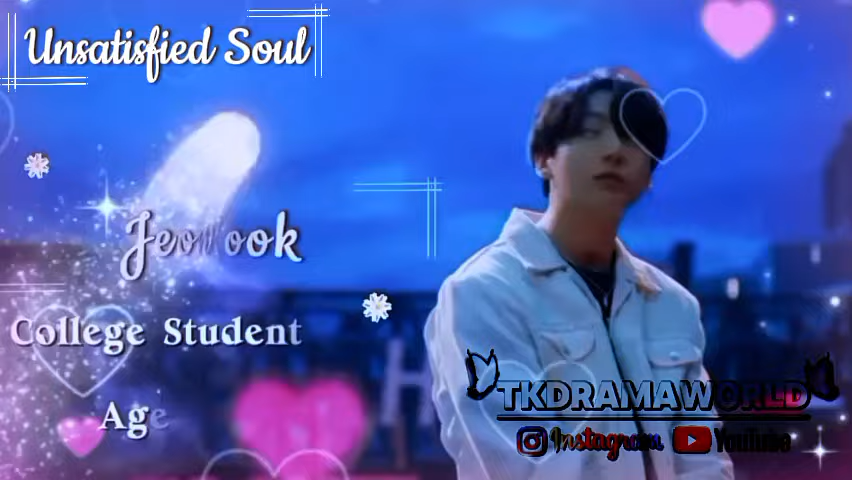 Unsatisfied Soul
College Student
Age
TKDRAMAWORLD
Instagram YouTube